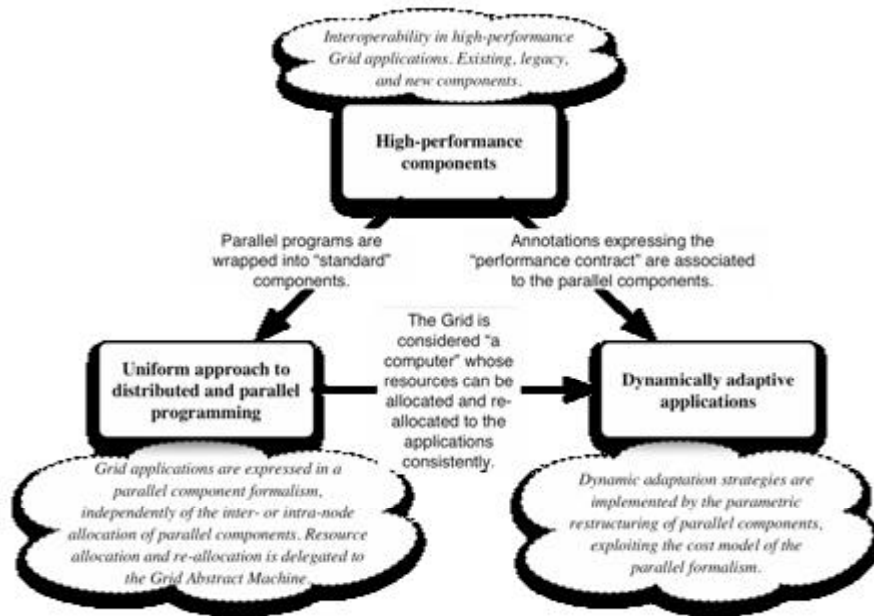 Interoperability in high-performance
Grid applications. Existing, legacy,
and new components.
High-performance
components
Parallel programs are
wrapped into “standard”
components.
Annotations expressing the
“performance contract” are associated
to the parallel components.
The Grid is
considered “a
computer” whose
resources can be
allocated and re-
allocated to the
applications
consistently.
Uniform approach to
distributed and parallel
programming
Dynamically adaptive
applications
Grid applications are expressed in a
parallel component formalism,
independently of the inter- or intra-node
allocation of parallel components. Resource
allocation and re-allocation is delegated to
the Grid Abstract Machine.
Dynamic adaptation strategies are
implemented by the parametric
restructuring of parallel components,
exploiting the cost model of the
parallel formalism.